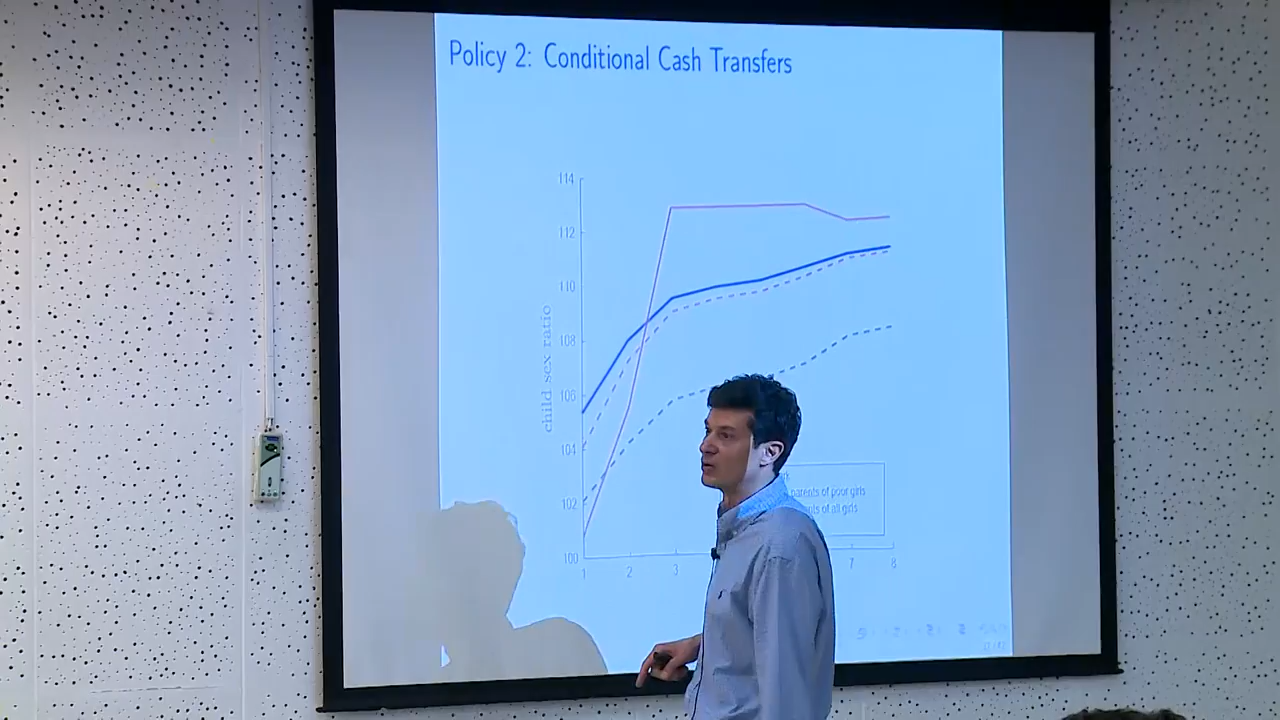 Policy 2: Conditional Cash Transfers
114
112
110
108
106
104
102
100
child sex ratio
parents of poor girls
of all girls
1 2 3 7 8